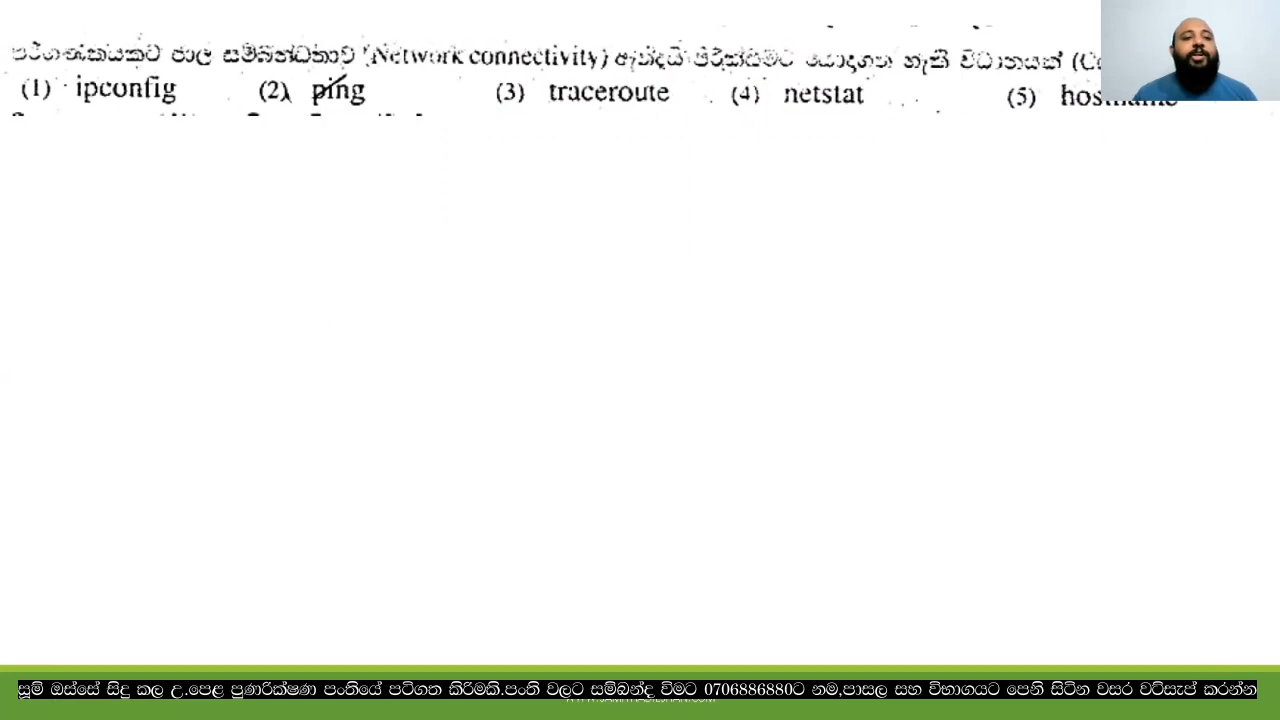 පරිගණකයකට ජාල සම්බන්ධතාව (Network connectivity) ඇත්දැයි පිරික්සීමට යොදාගත හැකි විධානයක්
(1) ipconfig (2) ping (3) traceroute (4) netstat (5) hostname
සූම් ඔස්සේ සිදු කල උ.පෙළ පුණරීක්ෂණ පංතියේ පටිගත කිරීමකි.පංති වලට සම්බන්ද වීමට 0706886880ට නම,පාසල සහ විභාගයට පෙනී සිටින වසර වට්සැප් කරන්න